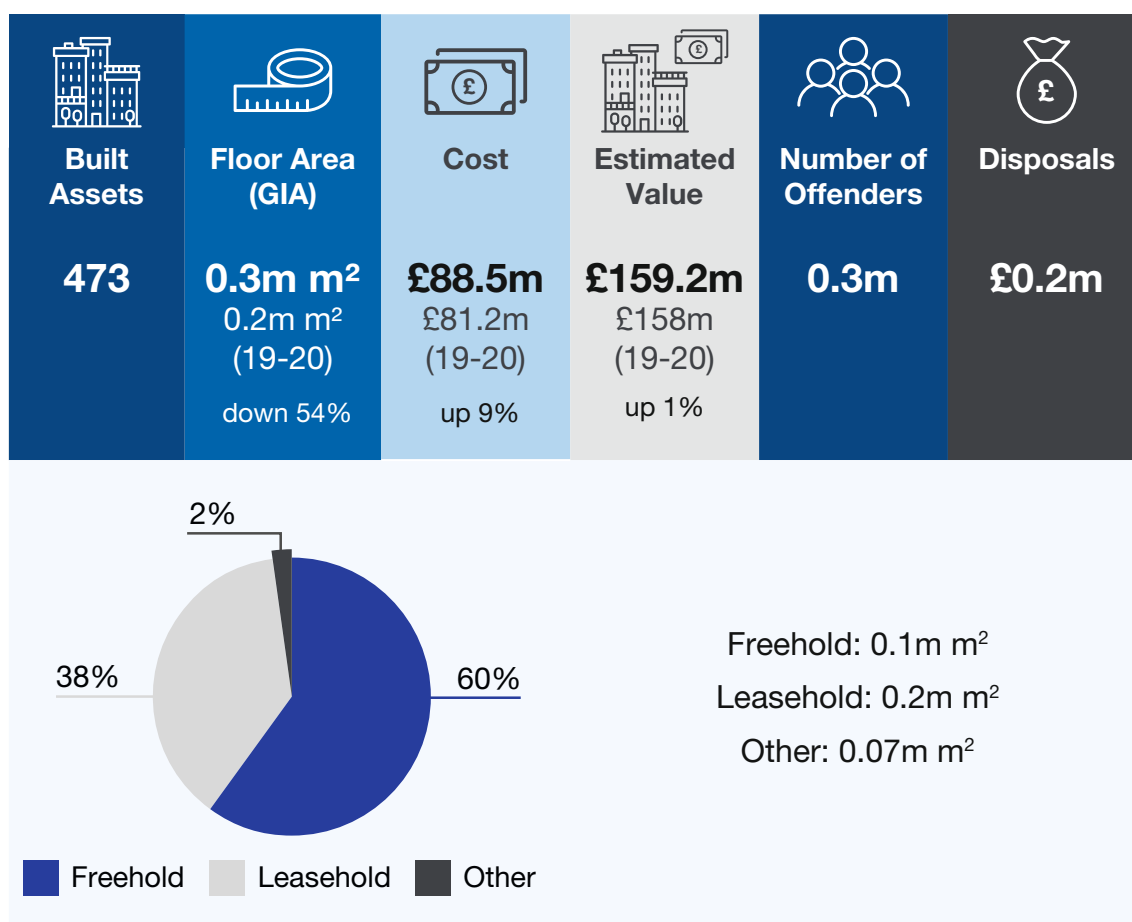 Built
Assets
473
Floor Area
(GIA)
0.3m m²
0.2m m²
(19-20)
down 54%
£
Cost
£88.5m
£81.2m
(19-20)
up 9%
£
Estimated
Value
£159.2m
£158m
(19-20)
up 1%
Number of
Offenders
0.3m
£
Disposals
£0.2m
2%
38%
60%
Freehold: 0.1m m²
Leasehold: 0.2m m²
Other: 0.07m m²
Freehold
Leasehold
Other